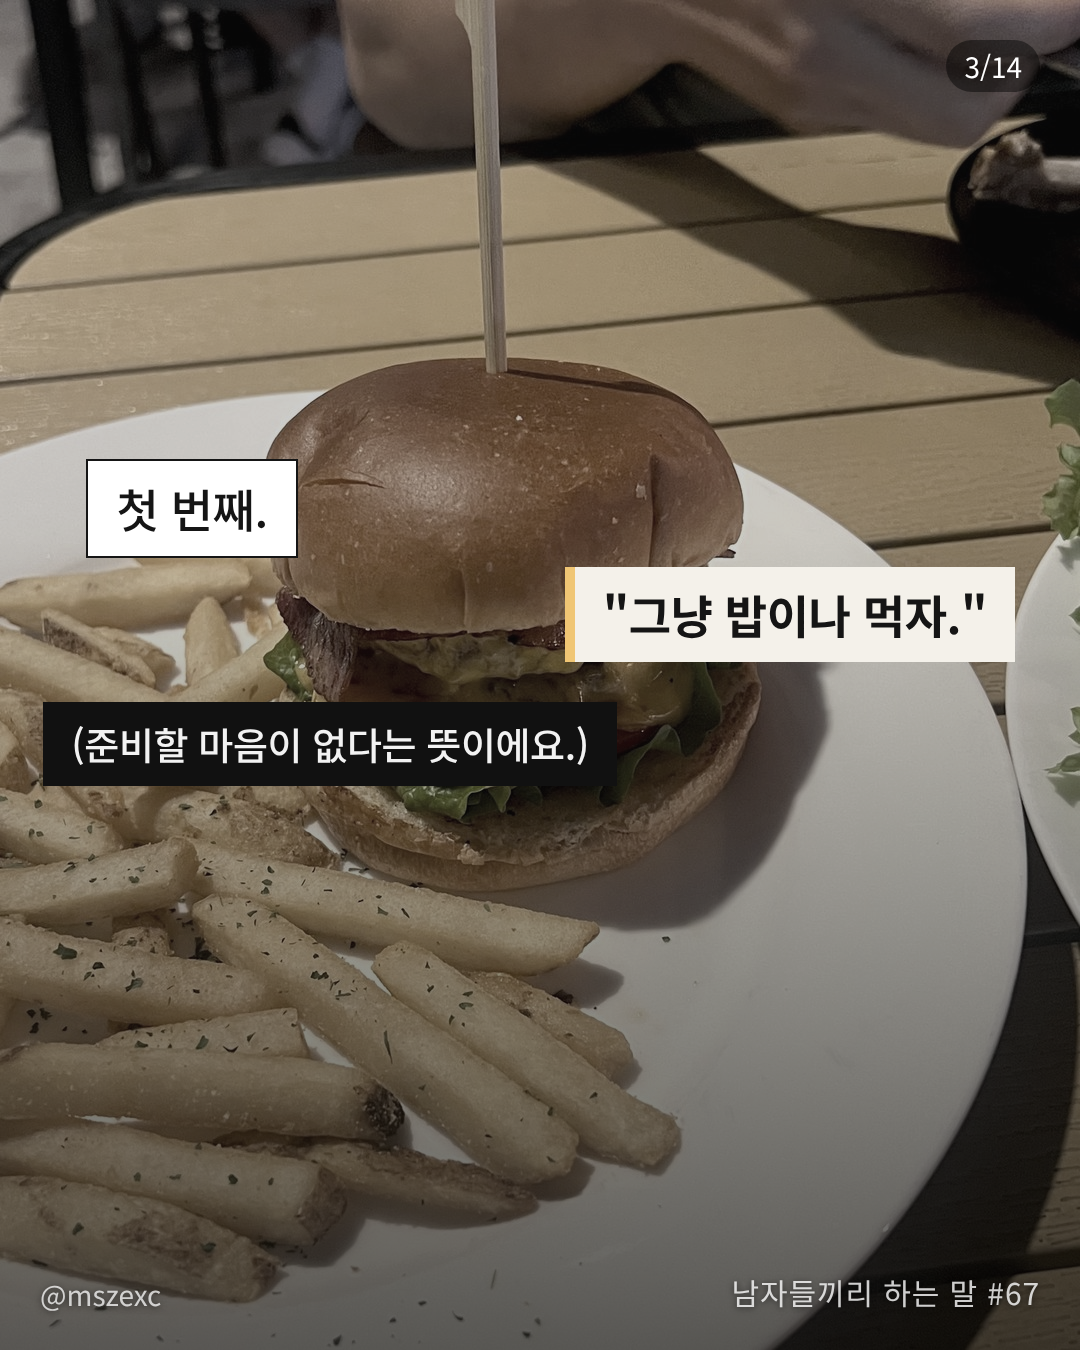 3/14
첫 번째.
"그냥 밥이나 먹자."
(준비할 마음이 없다는 뜻이에요.)
@mszexc
남자들끼리 하는 말 #67